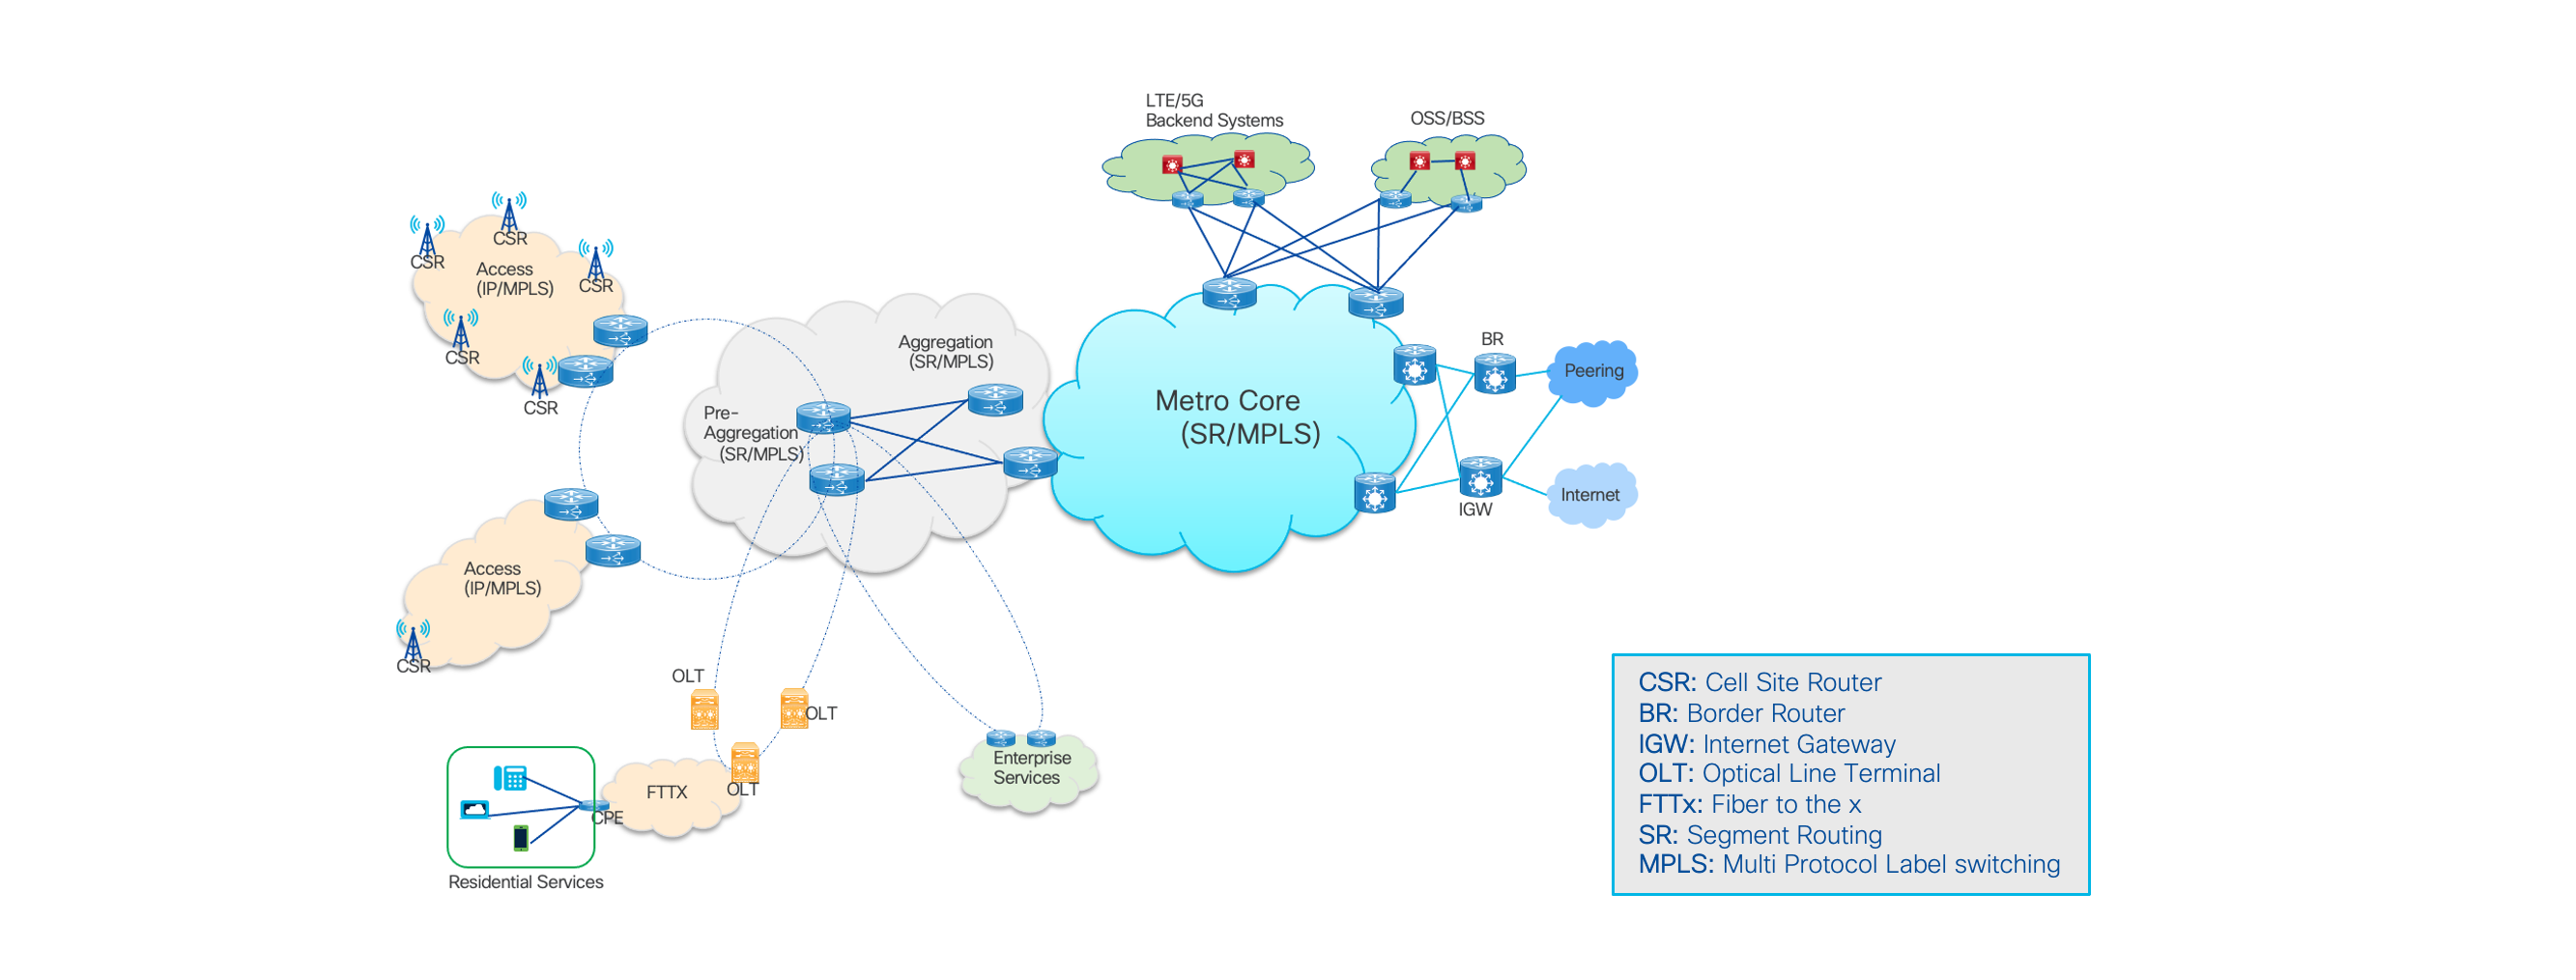 LTE/5G
Backend Systems
OSS/BSS
CSR
CSR
CSR
CSR
CSR
Access
(IP/MPLS)
Aggregation
(SR/MPLS)
Pre-
Aggregation
(SR/MPLS)
Metro Core
(SR/MPLS)
BR
Peering
IGW
Internet
Access
(IP/MPLS)
CSR
OLT
OLT
OLT
FTTX
CPE
Residential Services
Enterprise
Services
CSR: Cell Site Router
BR: Border Router
IGW: Internet Gateway
OLT: Optical Line Terminal
FTTx: Fiber to the x
SR: Segment Routing
MPLS: Multi Protocol Label switching